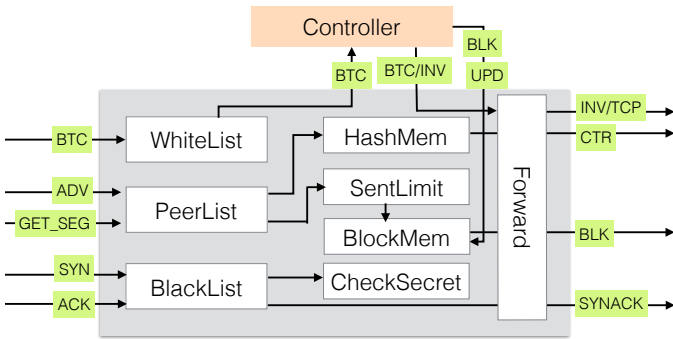 Controller
BLK
BTC
BTC/INV
UPD
INV/TCP
BTC
WhiteList
HashMem
CTR
ADV
PeerList
SentLimit
Forward
GET_SEG
BlockMem
BLK
SYN
BlackList
CheckSecret
ACK
SYNACK